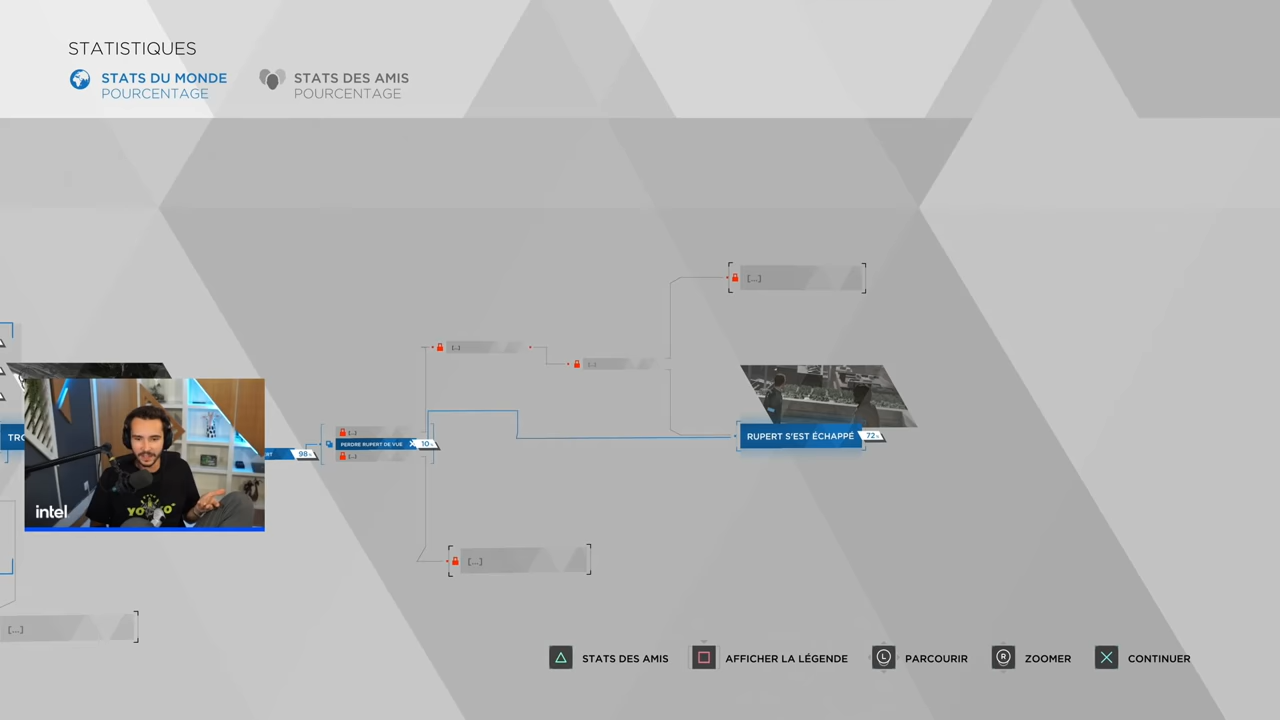 STATISTIQUES
STATS DU MONDE
POURCENTAGE
STATS DES AMIS
POURCENTAGE
[...]
[...]
[...]
[...]
PERDRE RUPERT DE VUE
10%
[...]
98%
TRO
RUPERT S'EST ÉCHAPPÉ
72%
intel
[...]
[...]
STATS DES AMIS
AFFICHER LA LÉGENDE
L
PARCOURIR
R
ZOOMER
CONTINUER